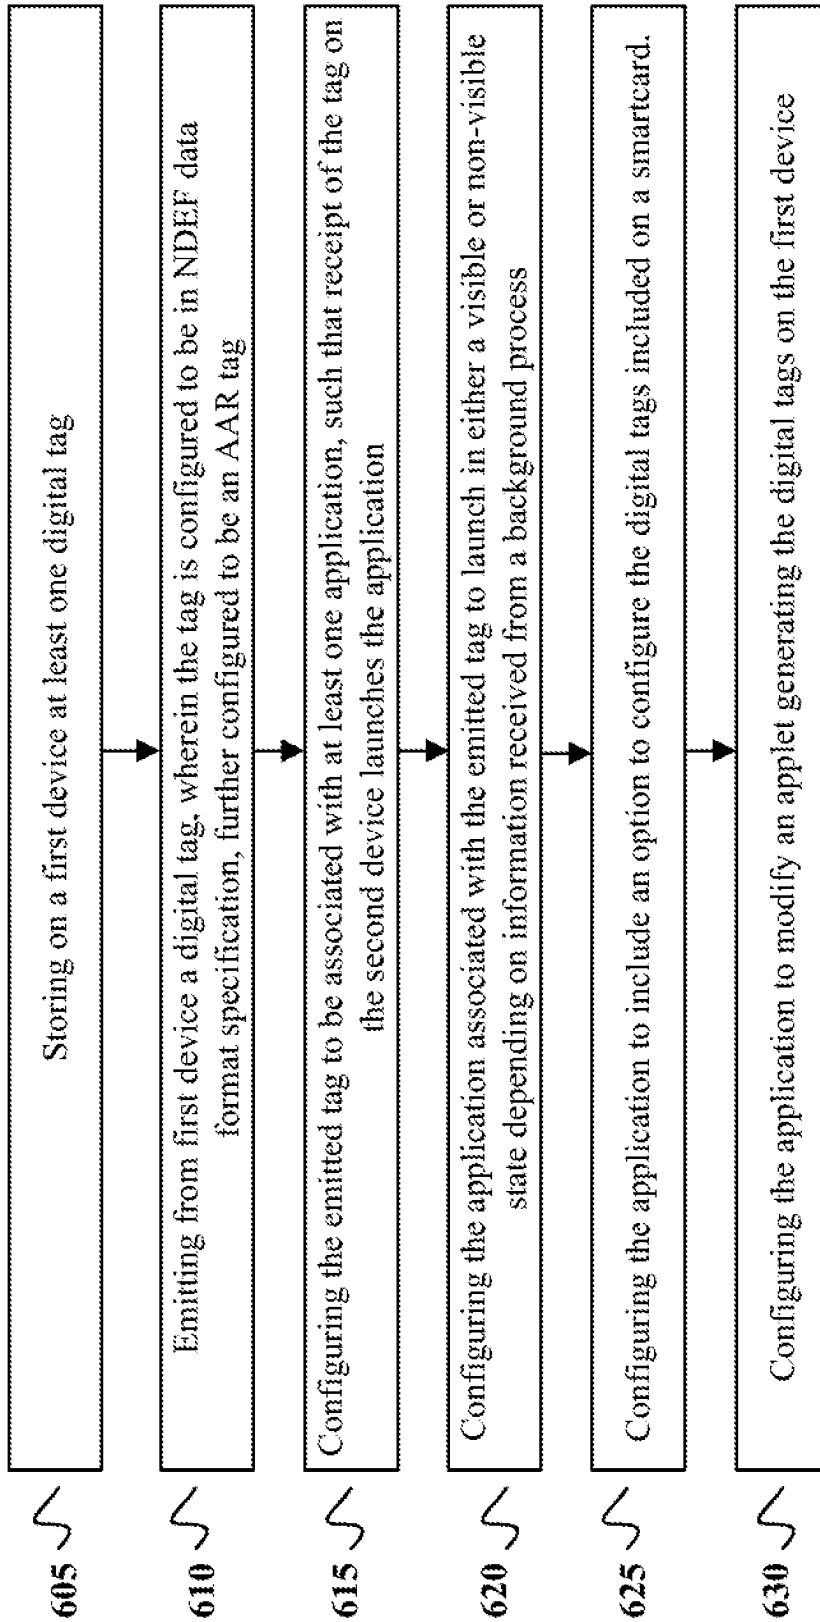 605
Storing on a first device at least one digital tag
610
Emitting from first device a digital tag, wherein the tag is configured to be in NDEF data
format specification, further configured to be an AAR tag
615
Configuring the emitted tag to be associated with at least one application, such that receipt of the tag on
the second device launches the application
620
Configuring the application associated with the emitted tag to launch in either a visible or non-visible
state depending on information received from a background process
625
Configuring the application to include an option to configure the digital tags included on a smartcard.
630
Configuring the application to modify an applet generating the digital tags on the first device